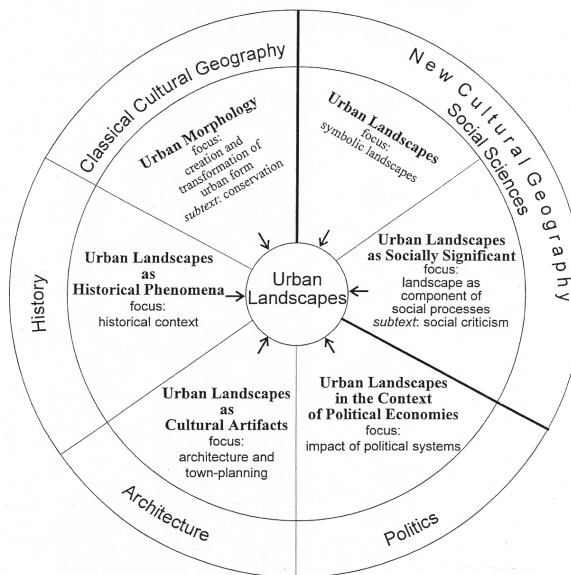 Classical Cultural Geography
New Cultural Geography
Social Sciences
Urban Morphology
focus:
creation and
transformation of
urban form
subtext: conservation
Urban Landscapes
focus:
symbolic landscapes
Urban Landscapes
as Socially Significant
focus:
landscape as
component of
social processes
subtext: social criticism
Urban Landscapes
as
Historical Phenomena
focus:
historical context
Urban
Landscapes
History
Urban Landscapes
as
Cultural Artifacts
focus:
architecture and
town-planning
Urban Landscapes
in the Context
of Political Economies
focus:
impact of political systems
Architecture
Politics